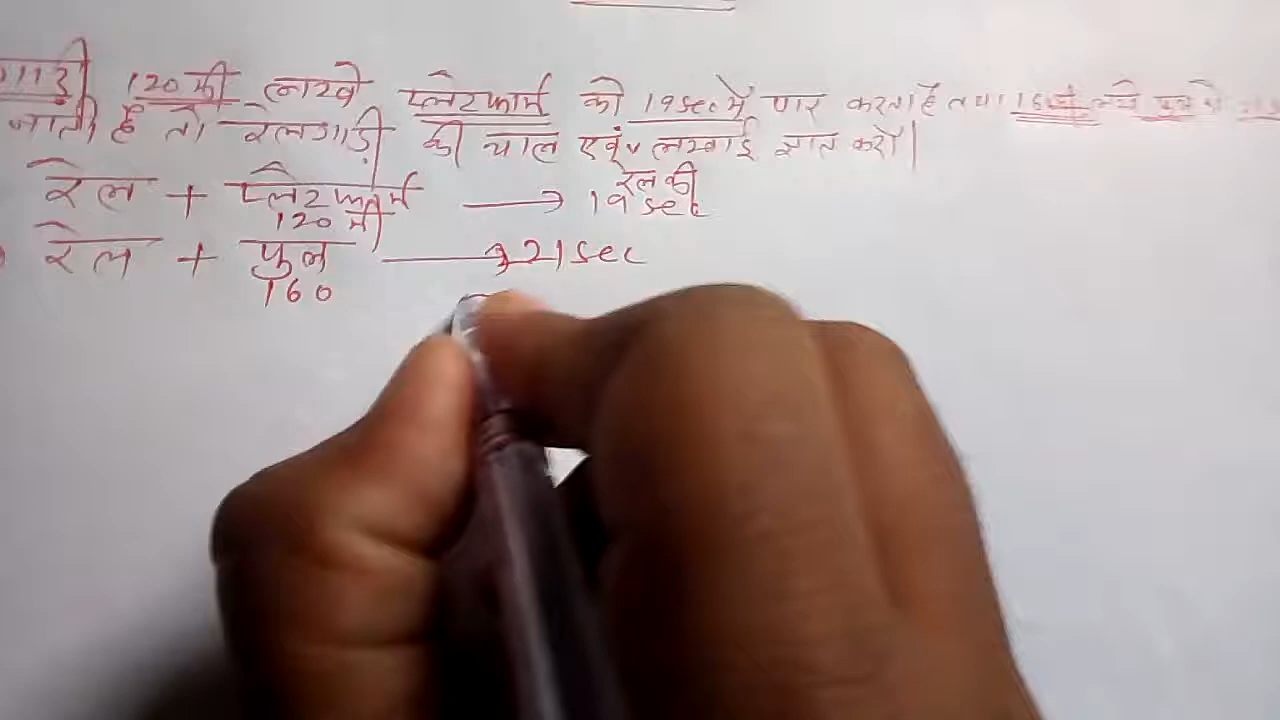 120 मी लम्बे प्लेटफार्म को 19 sec में पार करता है तथा 160 मी लम्बे पुल को
जाती है तो रेलगाड़ी की चाल एवं लम्बाई ज्ञात करो।
रेल की
रेल + प्लेटफार्म → 19 sec
120 मी
रेल + पुल → 21 sec
160